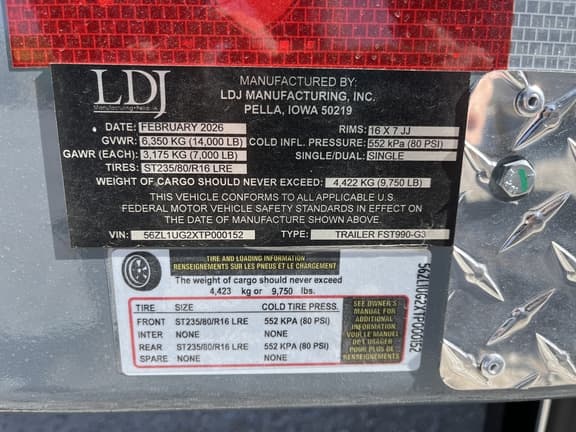 LDJ
Manufacturing • Pella, IA
MANUFACTURED BY:
LDJ MANUFACTURING, INC.
PELLA, IOWA 50219
DATE: FEBRUARY 2026 RIMS: 16 X 7 JJ
GVWR: 6,350 KG (14,000 LB) COLD INFL. PRESSURE: 552 kPa (80 PSI)
GAWR (EACH): 3,175 KG (7,000 LB) SINGLE/DUAL: SINGLE
TIRES: ST235/80/R16 LRE
WEIGHT OF CARGO SHOULD NEVER EXCEED: 4,422 KG (9,750 LB)
THIS VEHICLE CONFORMS TO ALL APPLICABLE U.S.
FEDERAL MOTOR VEHICLE SAFETY STANDARDS IN EFFECT ON
THE DATE OF MANUFACTURE SHOWN ABOVE.
VIN: 56ZL1UG2XTP000152 TYPE: TRAILER FST990-G3
TIRE AND LOADING INFORMATION
RENSEIGNEMENTS SUR LES PNEUS ET LE CHARGEMENT
The weight of cargo should never exceed
4,423 kg or 9,750 lbs.
TIRE SIZE COLD TIRE PRESS.
FRONT ST235/80/R16 LRE 552 KPA (80 PSI)
INTER NONE NONE
REAR ST235/80/R16 LRE 552 KPA (80 PSI)
SPARE NONE NONE
SEE OWNER'S
MANUAL FOR
ADDITIONAL
INFORMATION
VOIR LE MANUEL
DE L'USAGER
POUR PLUS DE
RENSEIGNEMENTS
56ZL1UG2XTP000152